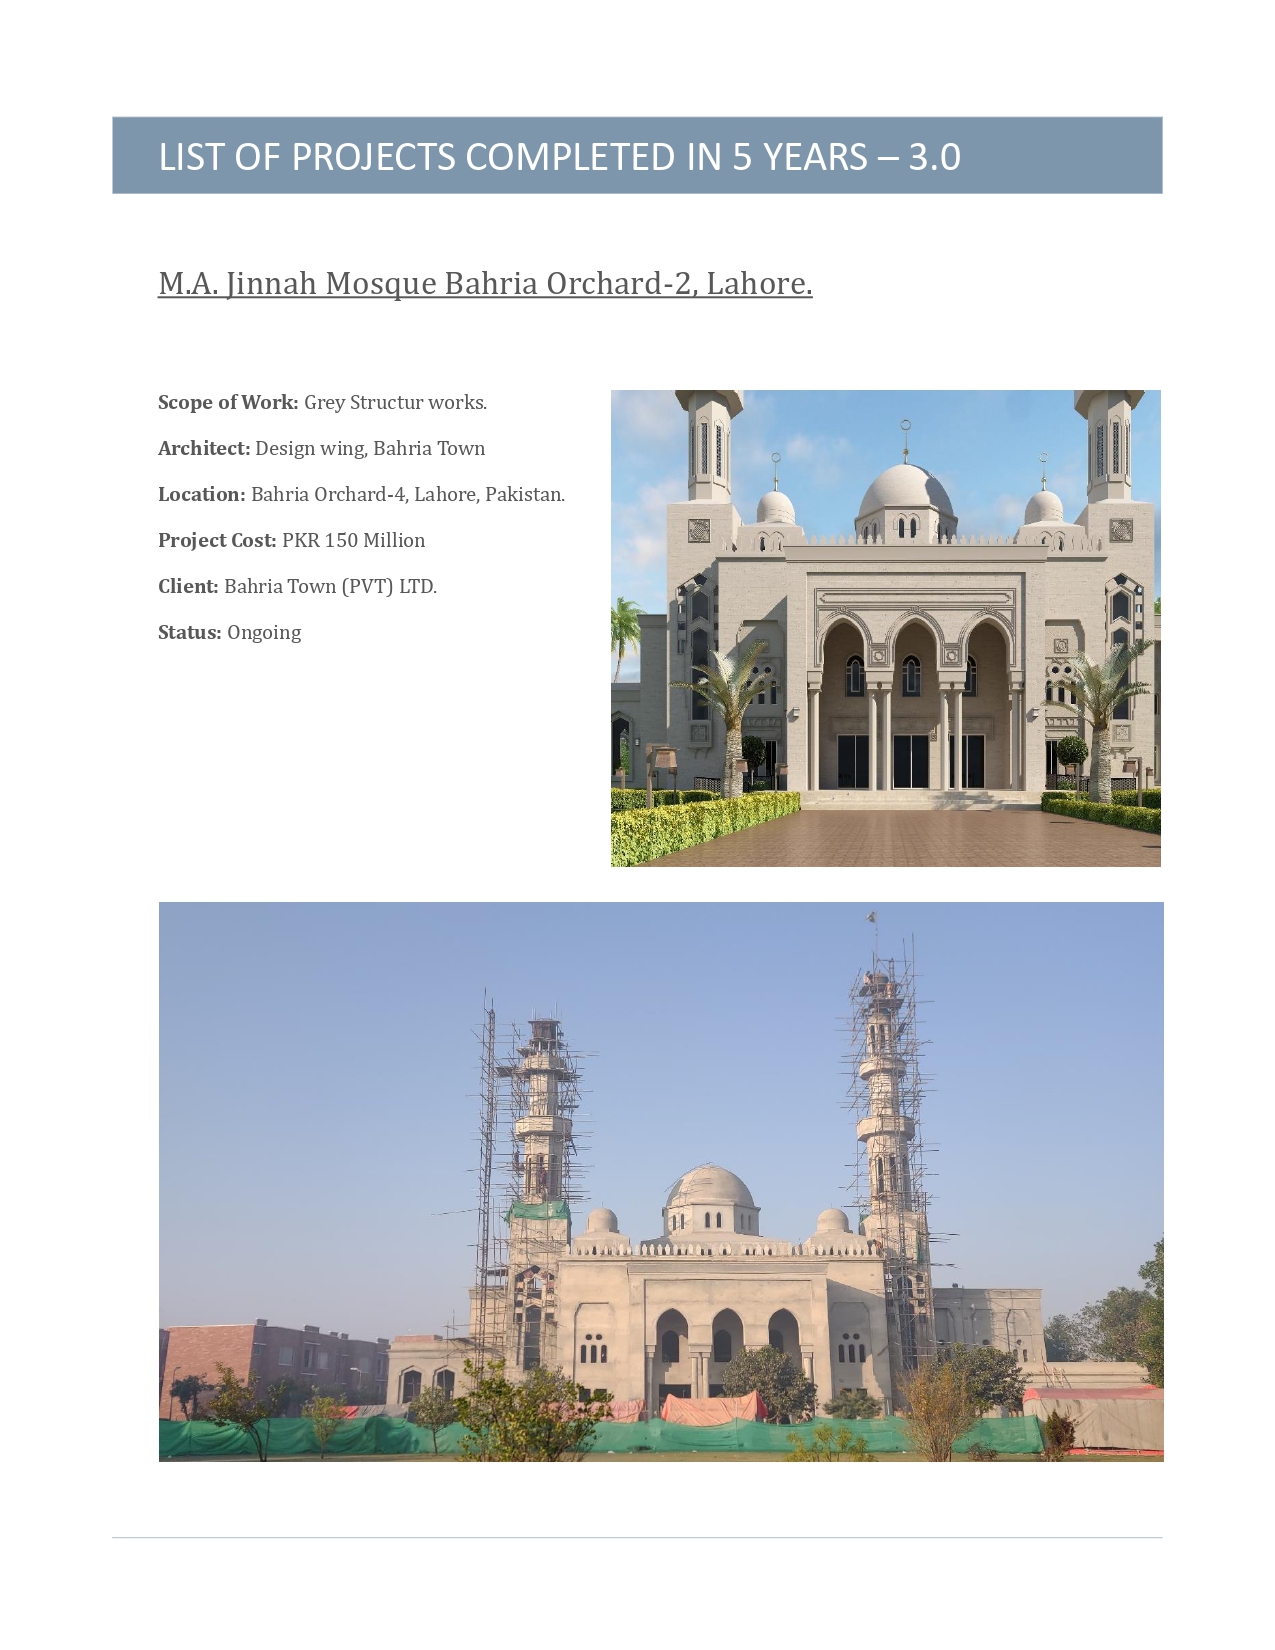 LIST OF PROJECTS COMPLETED IN 5 YEARS – 3.0
M.A. Jinnah Mosque Bahria Orchard-2, Lahore.
Scope of Work: Grey Structur works.
Architect: Design wing, Bahria Town
Location: Bahria Orchard-4, Lahore, Pakistan.
Project Cost: PKR 150 Million
Client: Bahria Town (PVT) LTD.
Status: Ongoing